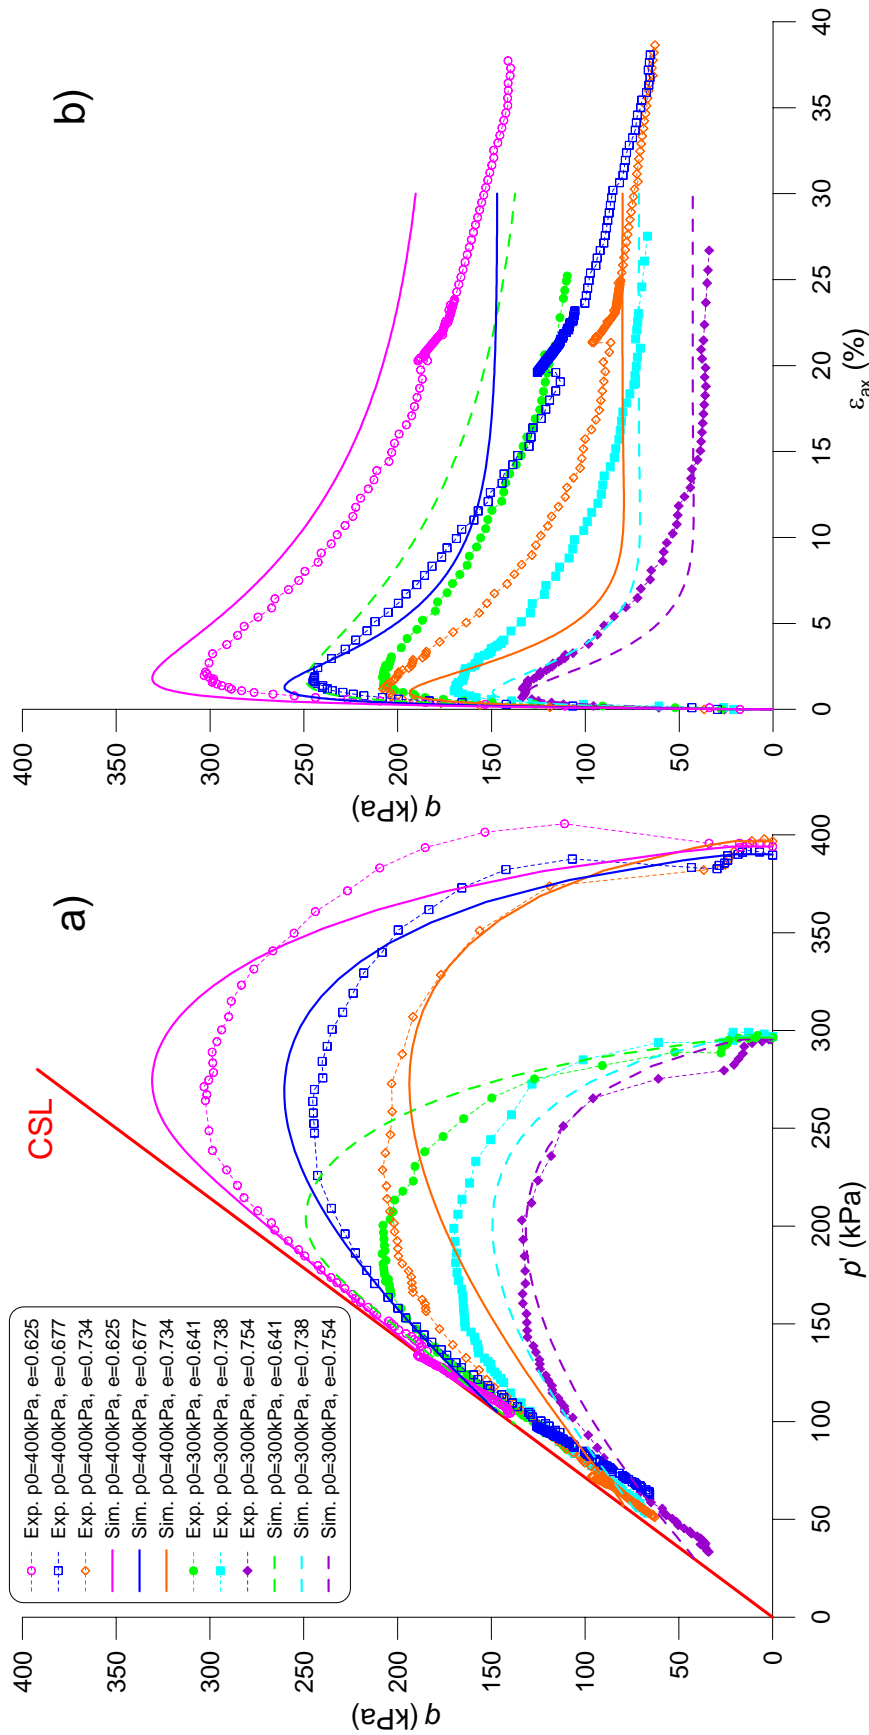 a)
400
350
300
250
200
150
100
50
0
q (kPa)
0
50
100
150
200
250
300
350
400
p' (kPa)
CSL
Exp. p0=400kPa, e=0.625
Exp. p0=400kPa, e=0.677
Exp. p0=400kPa, e=0.734
Sim. p0=400kPa, e=0.625
Sim. p0=400kPa, e=0.677
Sim. p0=400kPa, e=0.734
Exp. p0=300kPa, e=0.641
Exp. p0=300kPa, e=0.738
Exp. p0=300kPa, e=0.754
Sim. p0=300kPa, e=0.641
Sim. p0=300kPa, e=0.738
Sim. p0=300kPa, e=0.754
b)
400
350
300
250
200
150
100
50
0
q (kPa)
0
5
10
15
20
25
30
35
40
εax (%)